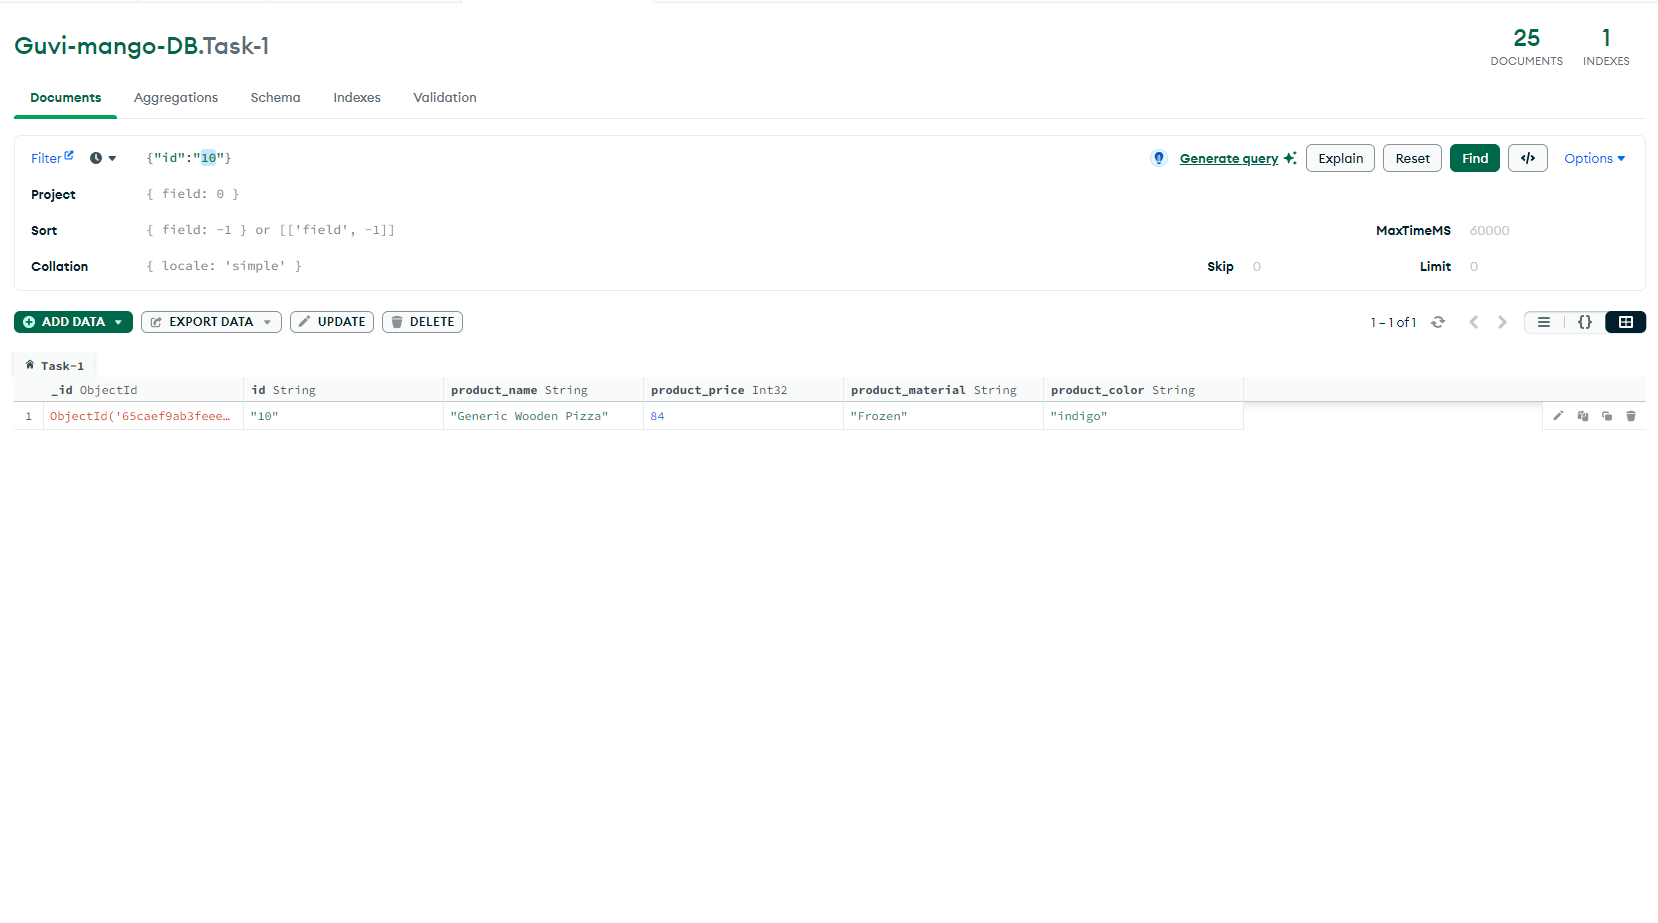 Guvi-mango-DB.Task-1
25 1
DOCUMENTS INDEXES
Documents Aggregations Schema Indexes Validation
Filter {"id":"10"} Generate query Explain Reset Find </> Options
Project { field: 0 }
Sort { field: -1 } or [['field', -1]] MaxTimeMS 60000
Collation { locale: 'simple' } Skip 0 Limit 0
ADD DATA EXPORT DATA UPDATE DELETE 1 – 1 of 1 {}
Task-1
_id ObjectId id String product_name String product_price Int32 product_material String product_color String
1 ObjectId('65caef9ab3feee… "10" "Generic Wooden Pizza" 84 "Frozen" "indigo"